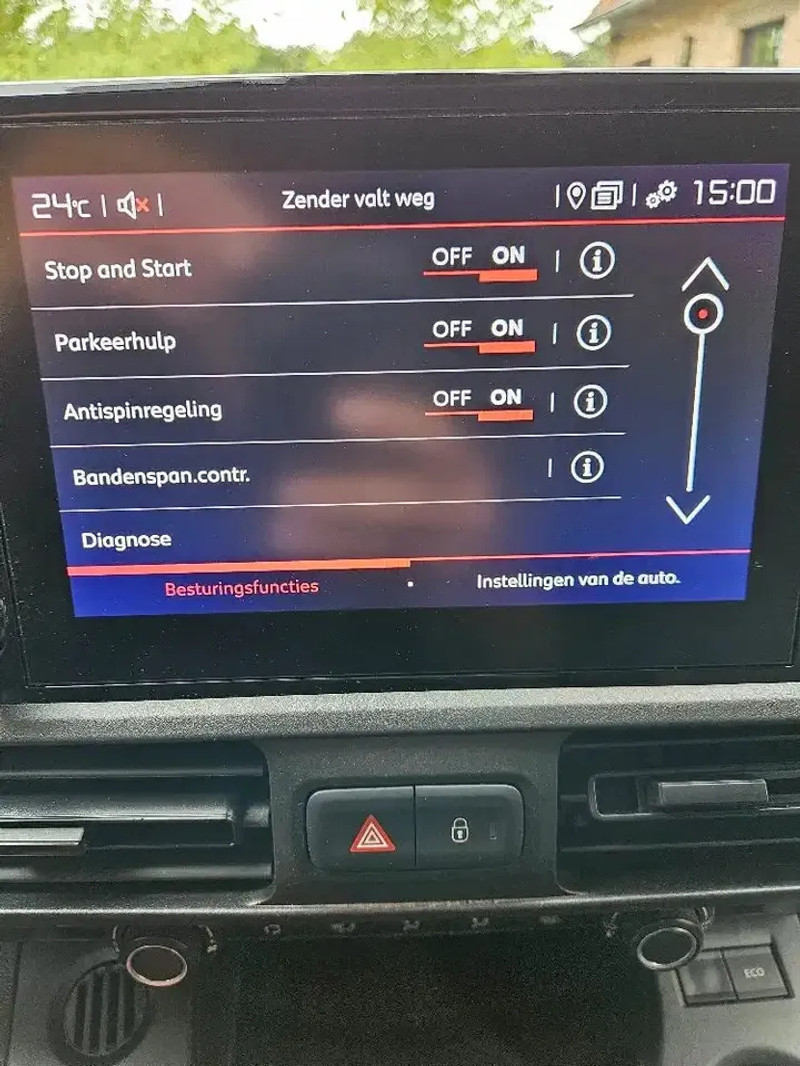 24°C
Zender valt weg
15:00
Stop and Start
OFF ON
Parkeerhulp
OFF ON
Antispinregeling
OFF ON
Bandenspan.contr.
Diagnose
Besturingsfuncties
Instellingen van de auto.
ECO